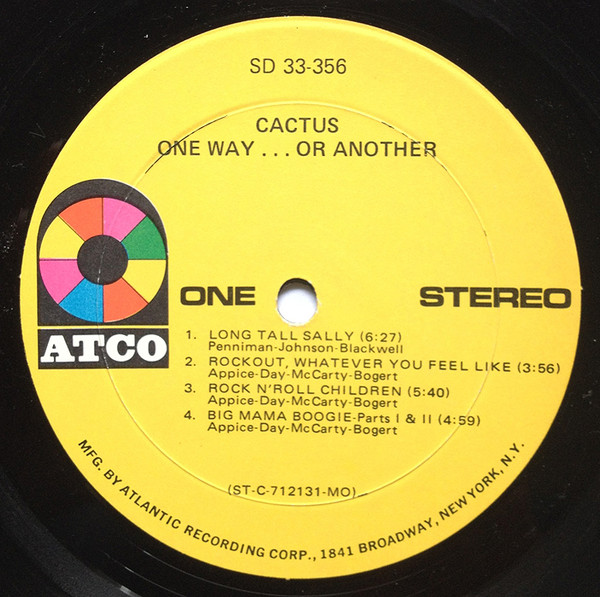 SD 33-356
CACTUS
ONE WAY . . . OR ANOTHER
ATCO
ONE
STEREO
1. LONG TALL SALLY (6:27)
Penniman-Johnson-Blackwell
2. ROCKOUT, WHATEVER YOU FEEL LIKE (3:56)
Appice-Day-McCarty-Bogert
3. ROCK N'ROLL CHILDREN (5:40)
Appice-Day-McCarty-Bogert
4. BIG MAMA BOOGIE-Parts I & II (4:59)
Appice-Day-McCarty-Bogert
(ST-C-712131-MO)
MFG. BY ATLANTIC RECORDING CORP., 1841 BROADWAY, NEW YORK, N.Y.